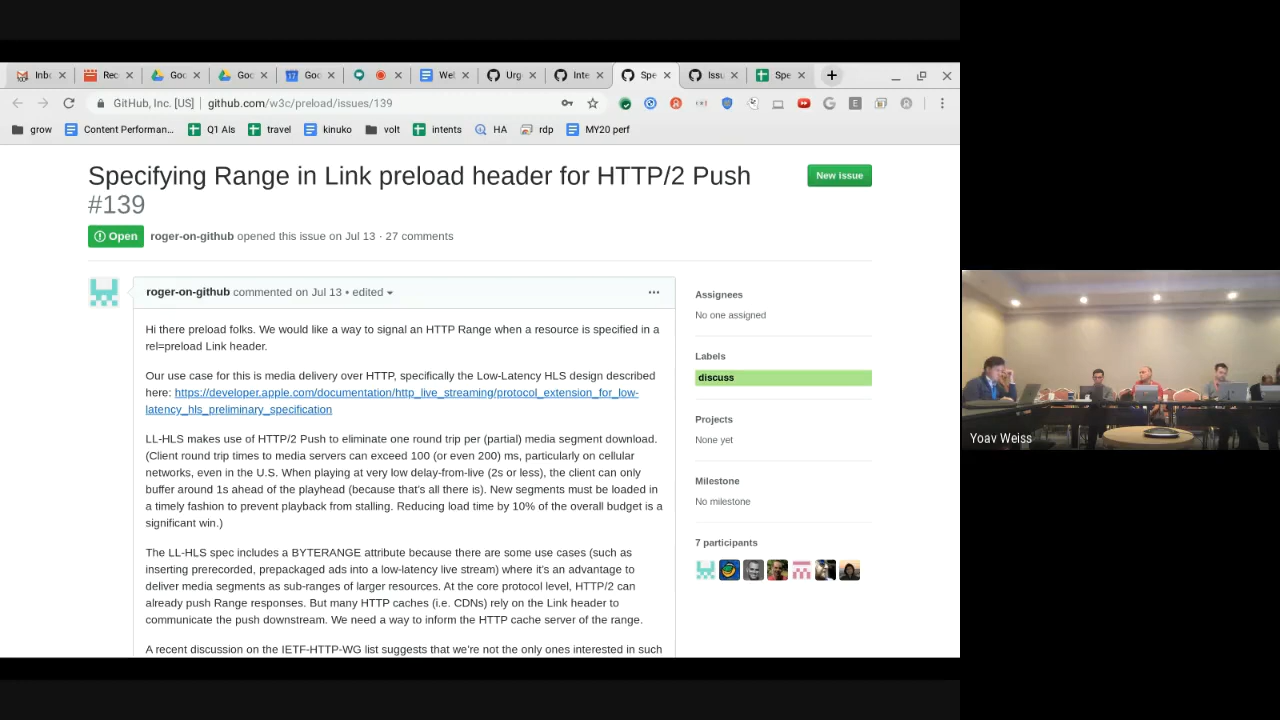 Inb
Rec
Goo
Goo
Goo
Wel
Urg
Inte
Spe
Issu
Spe
GitHub, Inc. [US] | github.com/w3c/preload/issues/139
grow
Content Performan...
Q1 AIs
travel
kinuko
volt
intents
HA
rdp
MY20 perf
Specifying Range in Link preload header for HTTP/2 Push
#139
New issue
Open
roger-on-github opened this issue on Jul 13 · 27 comments
roger-on-github commented on Jul 13 • edited
Hi there preload folks. We would like a way to signal an HTTP Range when a resource is specified in a
rel=preload Link header.
Our use case for this is media delivery over HTTP, specifically the Low-Latency HLS design described
here: https://developer.apple.com/documentation/http_live_streaming/protocol_extension_for_low-
latency_hls_preliminary_specification
LL-HLS makes use of HTTP/2 Push to eliminate one round trip per (partial) media segment download.
(Client round trip times to media servers can exceed 100 (or even 200) ms, particularly on cellular
networks, even in the U.S. When playing at very low delay-from-live (2s or less), the client can only
buffer around 1s ahead of the playhead (because that's all there is). New segments must be loaded in
a timely fashion to prevent playback from stalling. Reducing load time by 10% of the overall budget is a
significant win.)
The LL-HLS spec includes a BYTERANGE attribute because there are some use cases (such as
inserting prerecorded, prepackaged ads into a low-latency live stream) where it's an advantage to
deliver media segments as sub-ranges of larger resources. At the core protocol level, HTTP/2 can
already push Range responses. But many HTTP caches (i.e. CDNs) rely on the Link header to
communicate the push downstream. We need a way to inform the HTTP cache server of the range.
A recent discussion on the IETF-HTTP-WG list suggests that we're not the only ones interested in such
Assignees
No one assigned
Labels
discuss
Projects
None yet
Milestone
No milestone
7 participants
Yoav Weiss